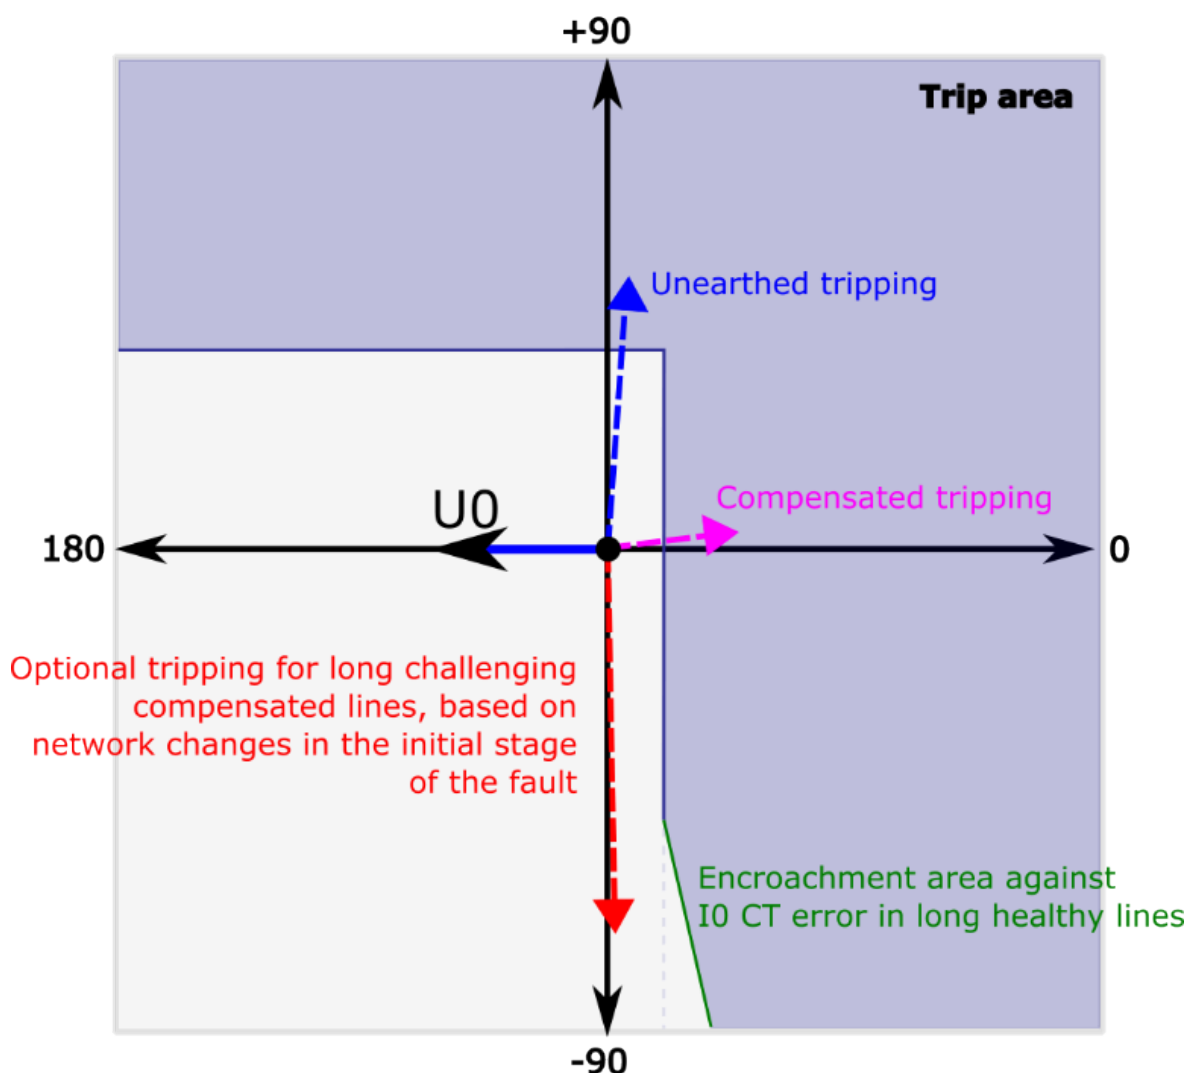 +90
Trip area
Unearthed tripping
U0
Compensated tripping
180
0
Optional tripping for long challenging
compensated lines, based on
network changes in the initial stage
of the fault
Encroachment area against
I0 CT error in long healthy lines
-90